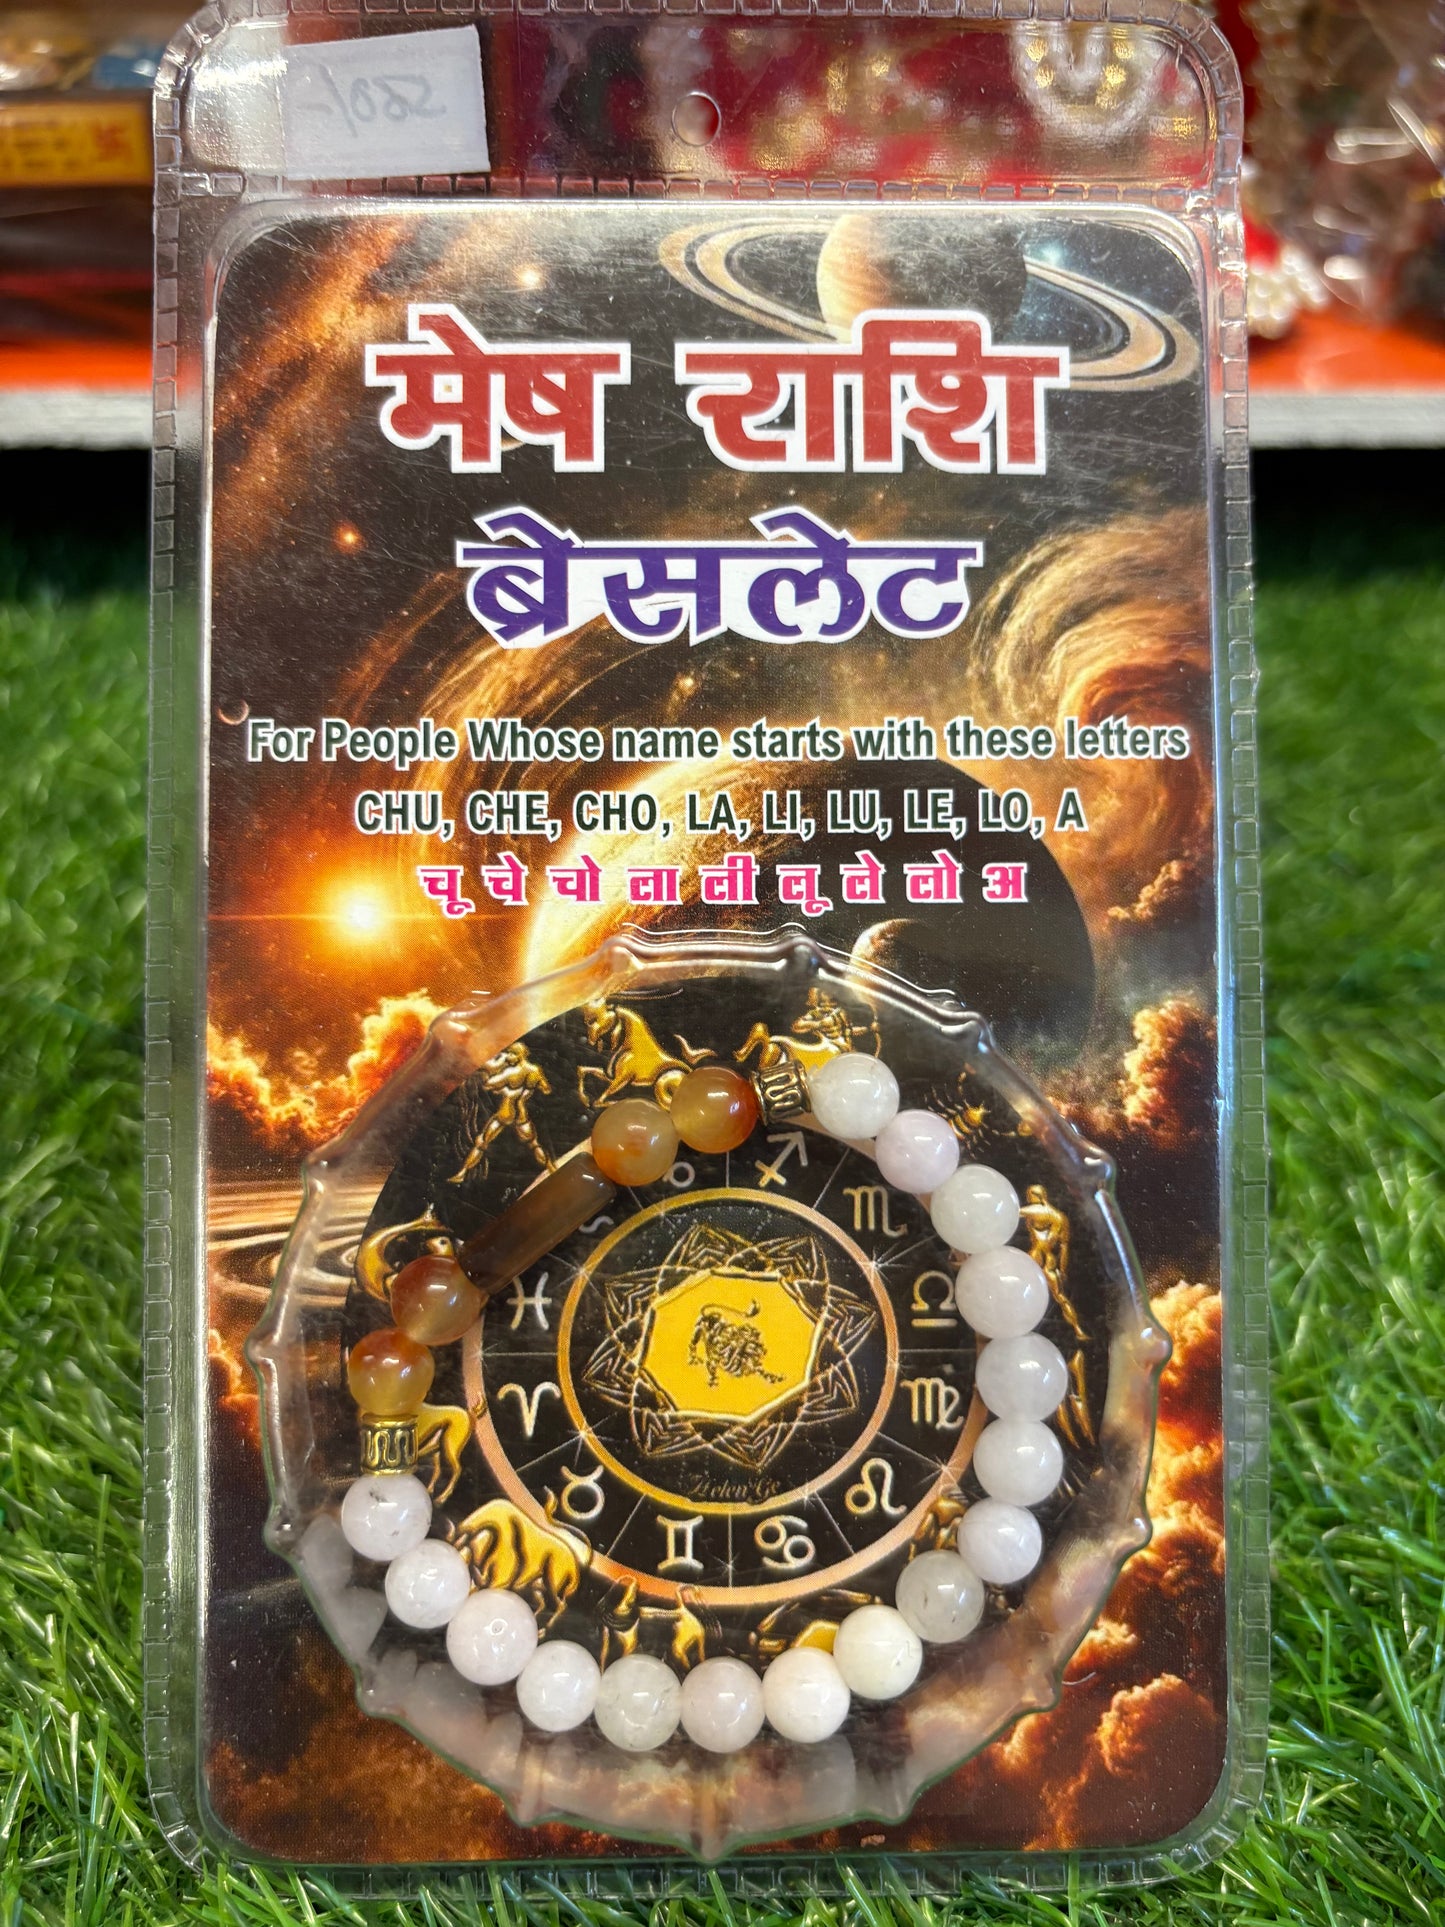 मेष राशि
ब्रेसलेट
For People Whose name starts with these letters
CHU, CHE, CHO, LA, LI, LU, LE, LO, A
चू चे चो ला ली लू ले लो अ